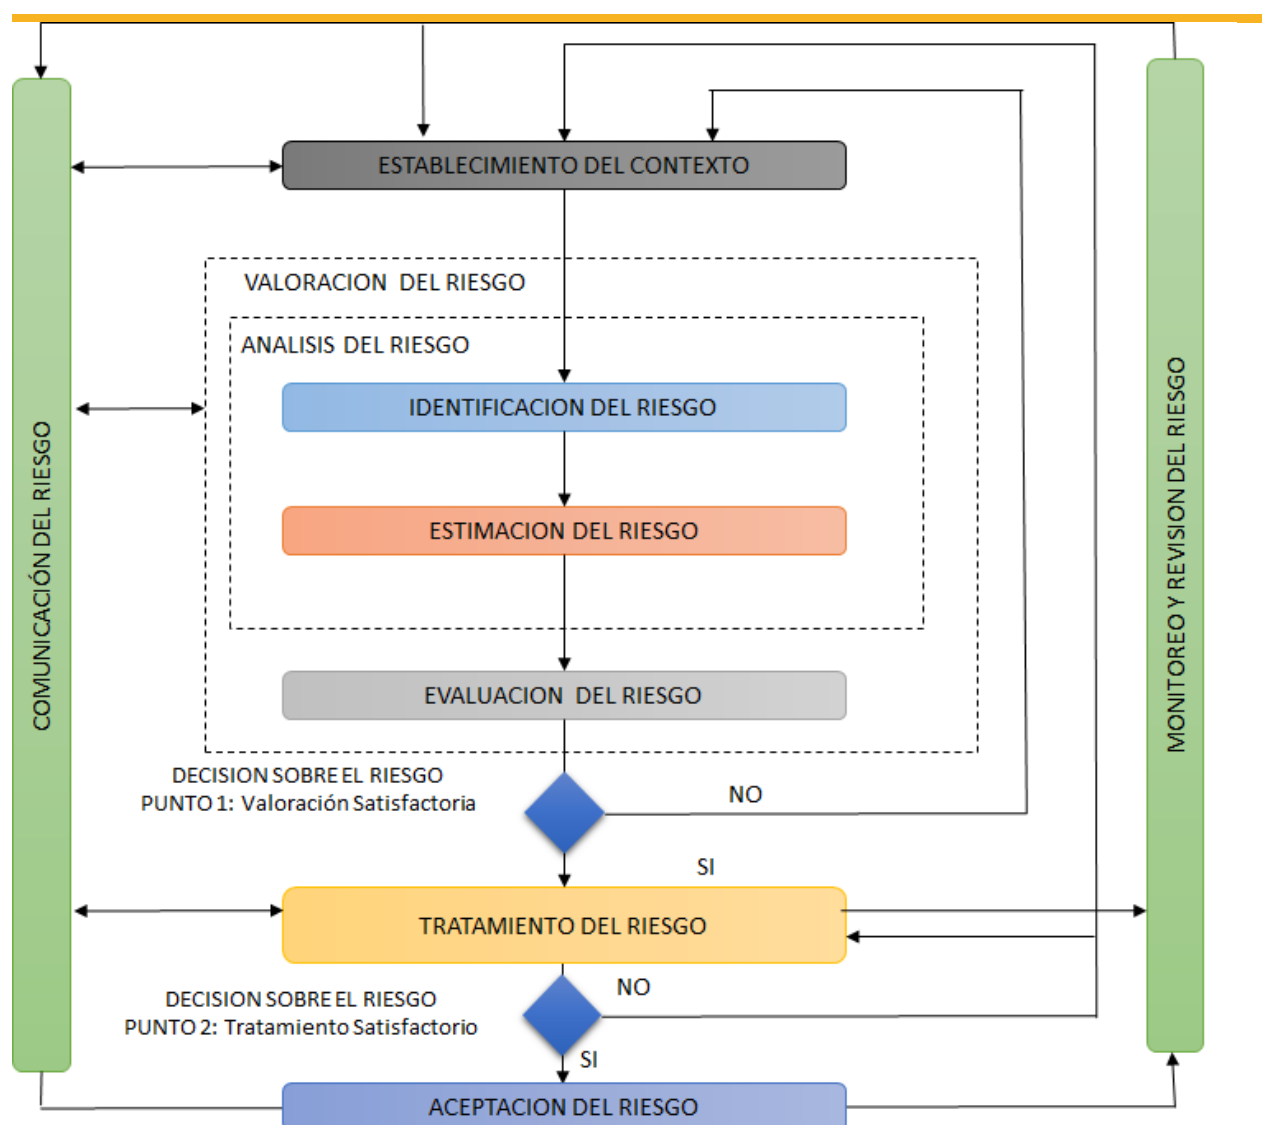 ESTABLECIMIENTO DEL CONTEXTO
VALORACION DEL RIESGO
ANALISIS DEL RIESGO
IDENTIFICACION DEL RIESGO
ESTIMACION DEL RIESGO
EVALUACION DEL RIESGO
DECISION SOBRE EL RIESGO
PUNTO 1: Valoración Satisfactoria
NO
SI
TRATAMIENTO DEL RIESGO
DECISION SOBRE EL RIESGO
PUNTO 2: Tratamiento Satisfactorio
NO
SI
ACEPTACION DEL RIESGO
COMUNICACIÓN DEL RIESGO
MONITOREO Y REVISION DEL RIESGO